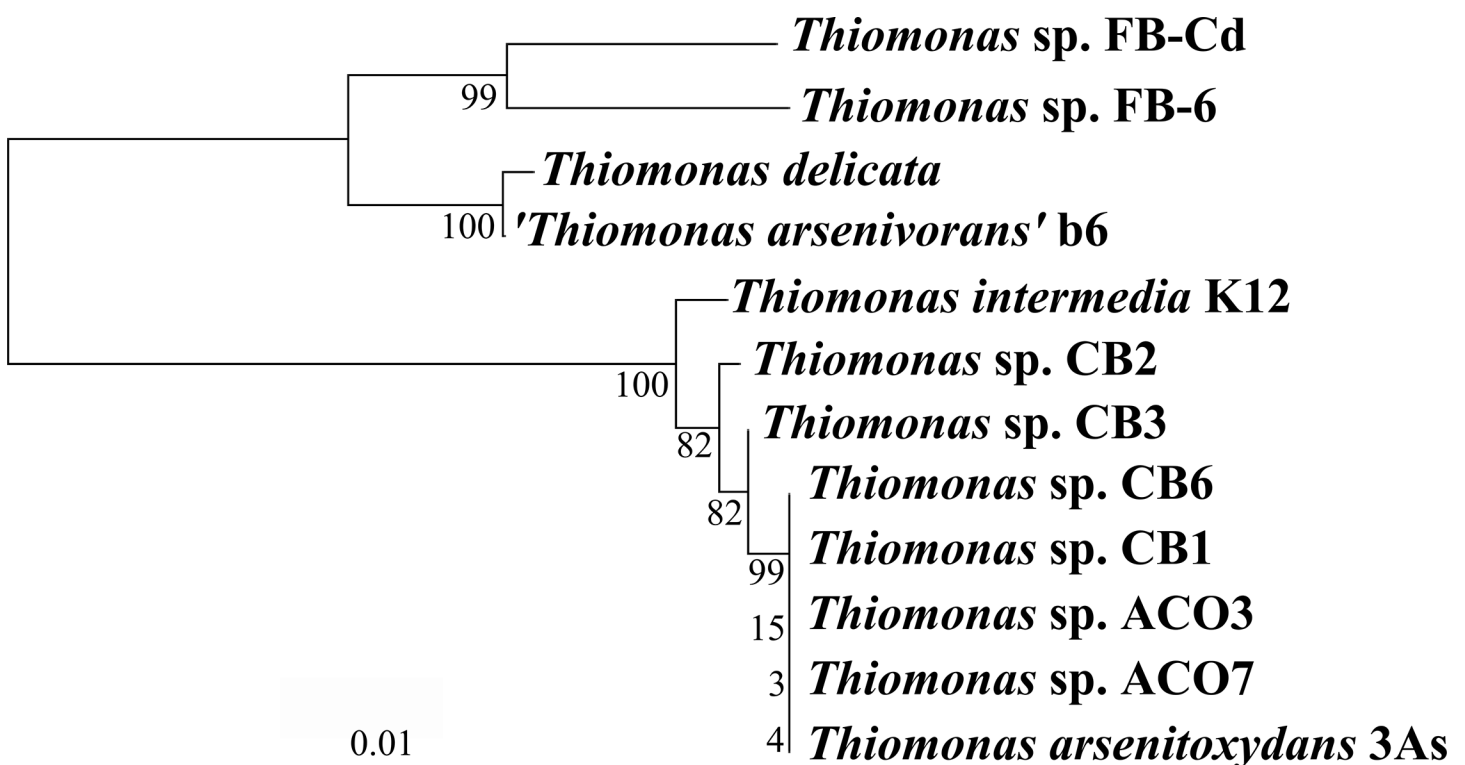 Thiomonas sp. FB-Cd
99
Thiomonas sp. FB-6
Thiomonas delicata
100
'Thiomonas arsenivorans' b6
Thiomonas intermedia K12
Thiomonas sp. CB2
100
Thiomonas sp. CB3
82
Thiomonas sp. CB6
82
Thiomonas sp. CB1
99
Thiomonas sp. ACO3
15
Thiomonas sp. ACO7
3
Thiomonas arsenitoxydans 3As
4
0.01